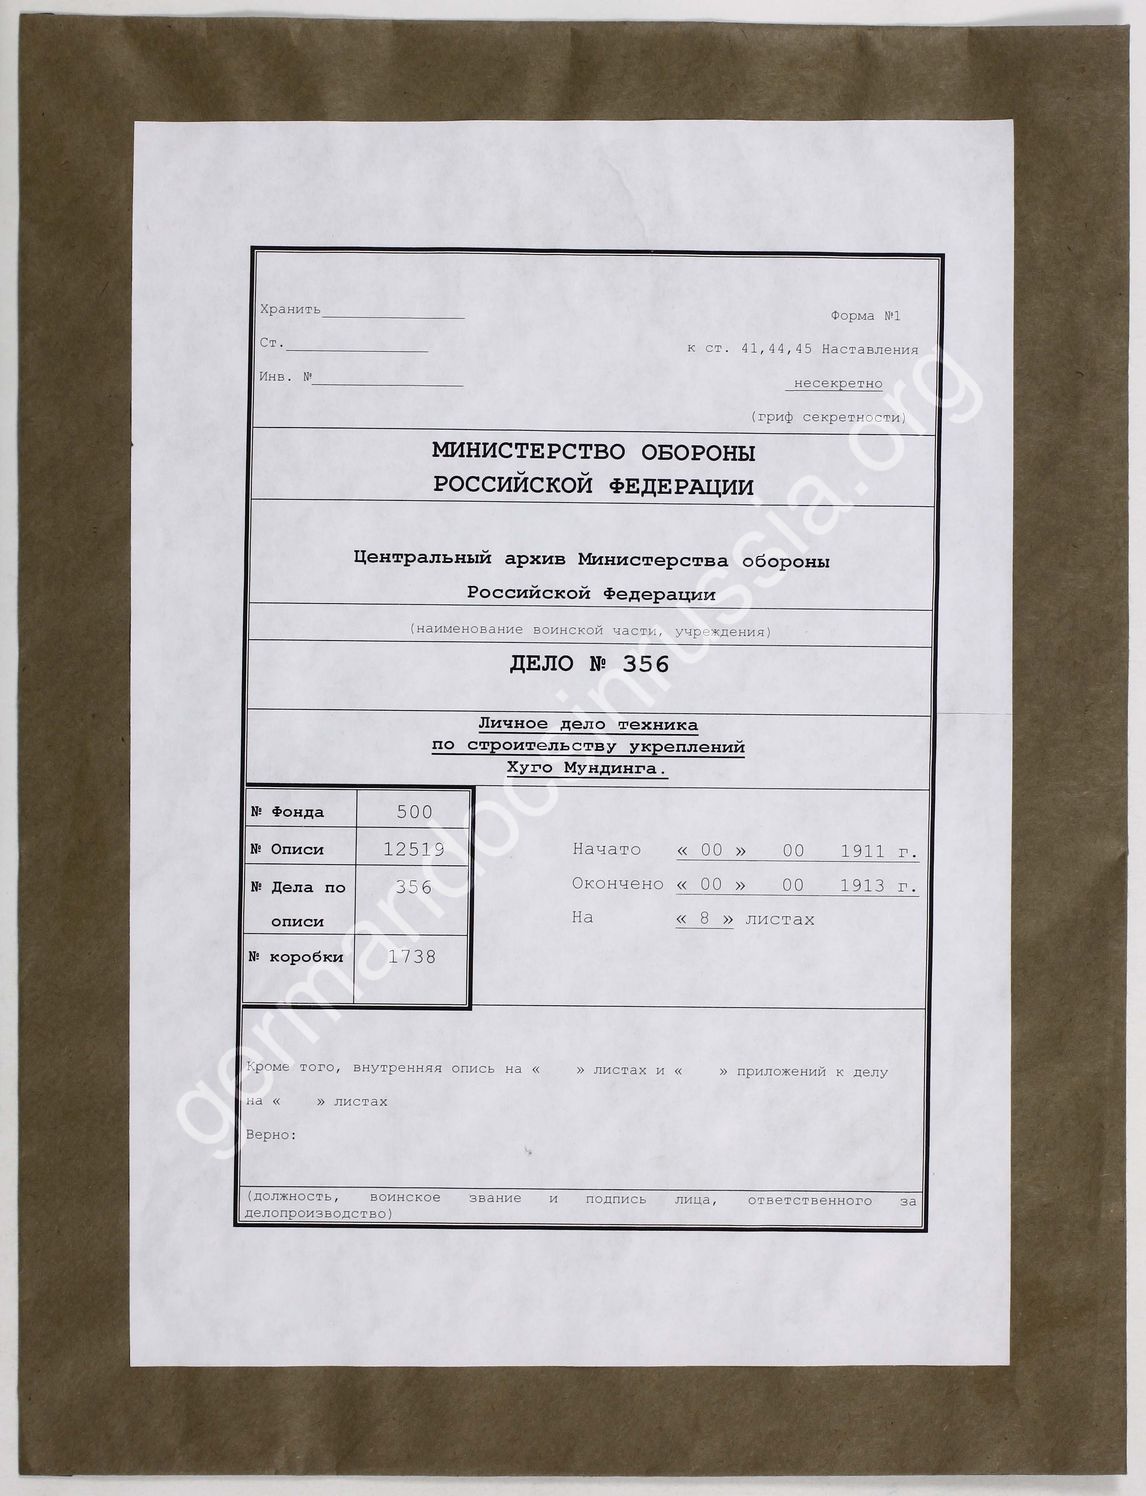 Хранить
Форма №1
Ст.
к ст. 41,44,45 Наставления
Инв. №
несекретно
(гриф секретности)
МИНИСТЕРСТВО ОБОРОНЫ
РОССИЙСКОЙ ФЕДЕРАЦИИ
Центральный архив Министерства обороны
Российской Федерации
(наименование воинской части, учреждения)
ДЕЛО № 356
Личное дело техника
по строительству укреплений
Хуго Мундинга.
№ Фонда 500
№ Описи 12519
№ Дела по 356
описи
№ коробки 1738
Начато « 00 » 00 1911 г.
Окончено « 00 » 00 1913 г.
На « 8 » листах
Кроме того, внутренняя опись на « » листах и « » приложений к делу
на « » листах
Верно:
(должность, воинское звание и подпись лица, ответственного за
делопроизводство)
germandocsinrussia.org